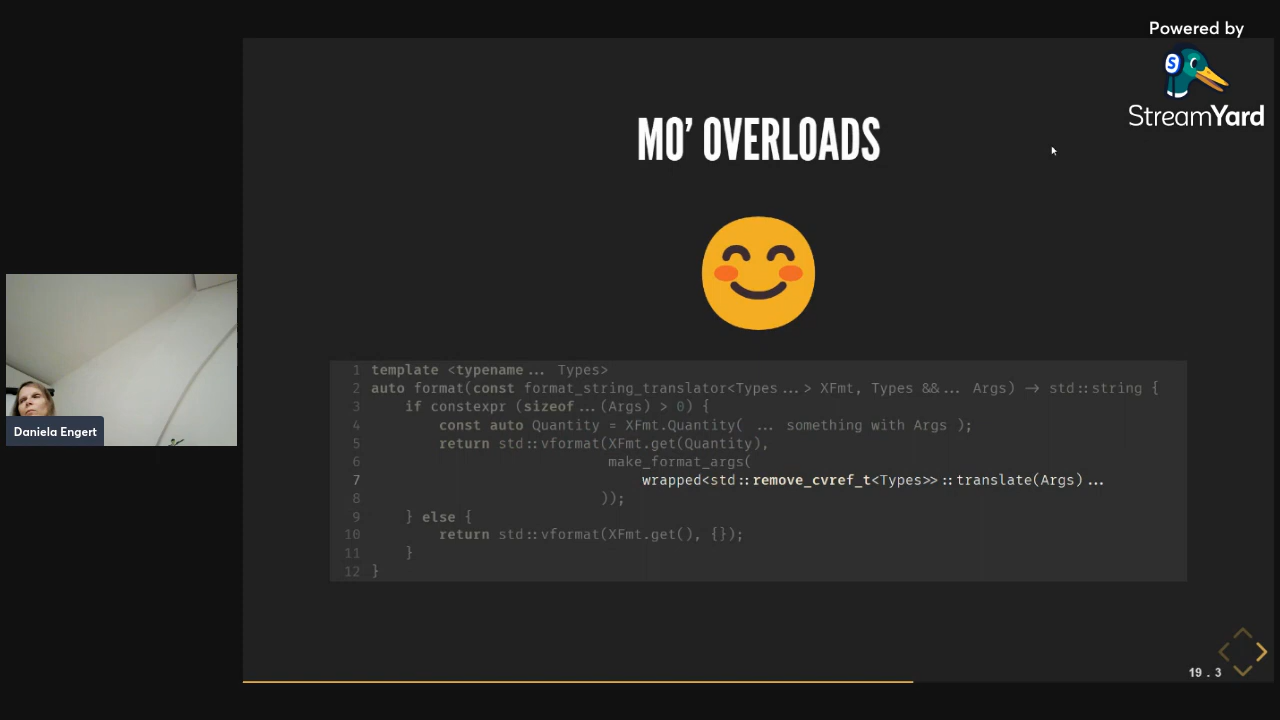 Powered by
S
StreamYard
MO' OVERLOADS
1 template <typename... Types>
2 auto format(const format_string_translator<Types...> XFmt, Types &&... Args) → std::string {
3 if constexpr (sizeof...(Args) > 0) {
4 const auto Quantity = XFmt.Quantity( ... something with Args );
5 return std::vformat(XFmt.get(Quantity),
6 make_format_args(
7 wrapped<std::remove_cvref_t<Types>>::translate(Args)...
8 ));
9 } else {
10 return std::vformat(XFmt.get(), {});
11 }
12 }
Daniela Engert
19.3